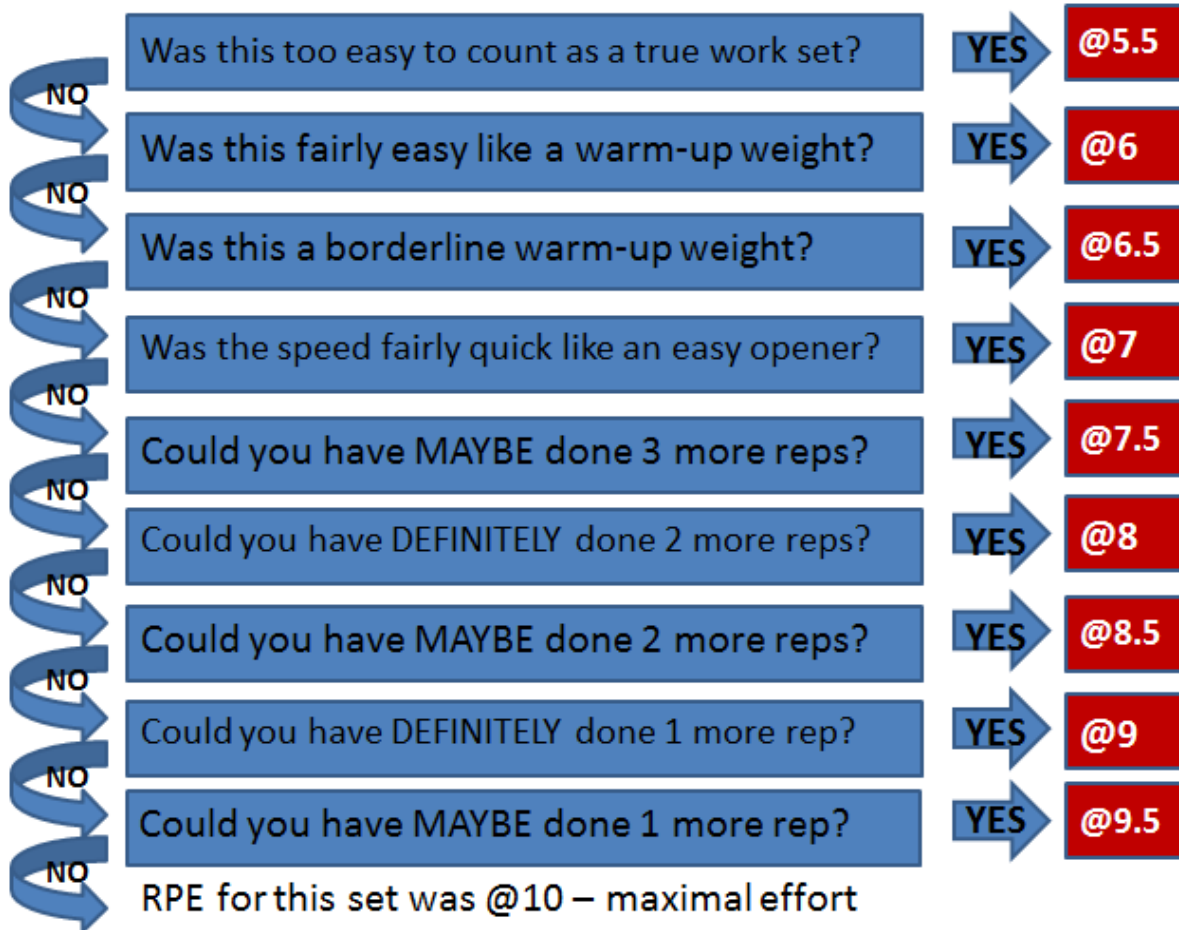 Was this too easy to count as a true work set? YES @5.5
NO
Was this fairly easy like a warm-up weight? YES @6
NO
Was this a borderline warm-up weight? YES @6.5
NO
Was the speed fairly quick like an easy opener? YES @7
NO
Could you have MAYBE done 3 more reps? YES @7.5
NO
Could you have DEFINITELY done 2 more reps? YES @8
NO
Could you have MAYBE done 2 more reps? YES @8.5
NO
Could you have DEFINITELY done 1 more rep? YES @9
NO
Could you have MAYBE done 1 more rep? YES @9.5
NO
RPE for this set was @10 – maximal effort